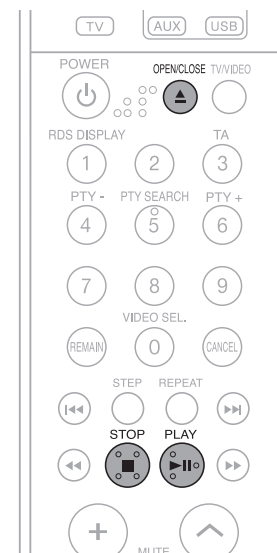 TV AUX USB
POWER OPEN/CLOSE TV/VIDEO
RDS DISPLAY TA
1 2 3
PTY - PTY SEARCH PTY +
4 5 6
7 8 9
VIDEO SEL.
REMAIN 0 CANCEL
STEP REPEAT
STOP PLAY
MUTE